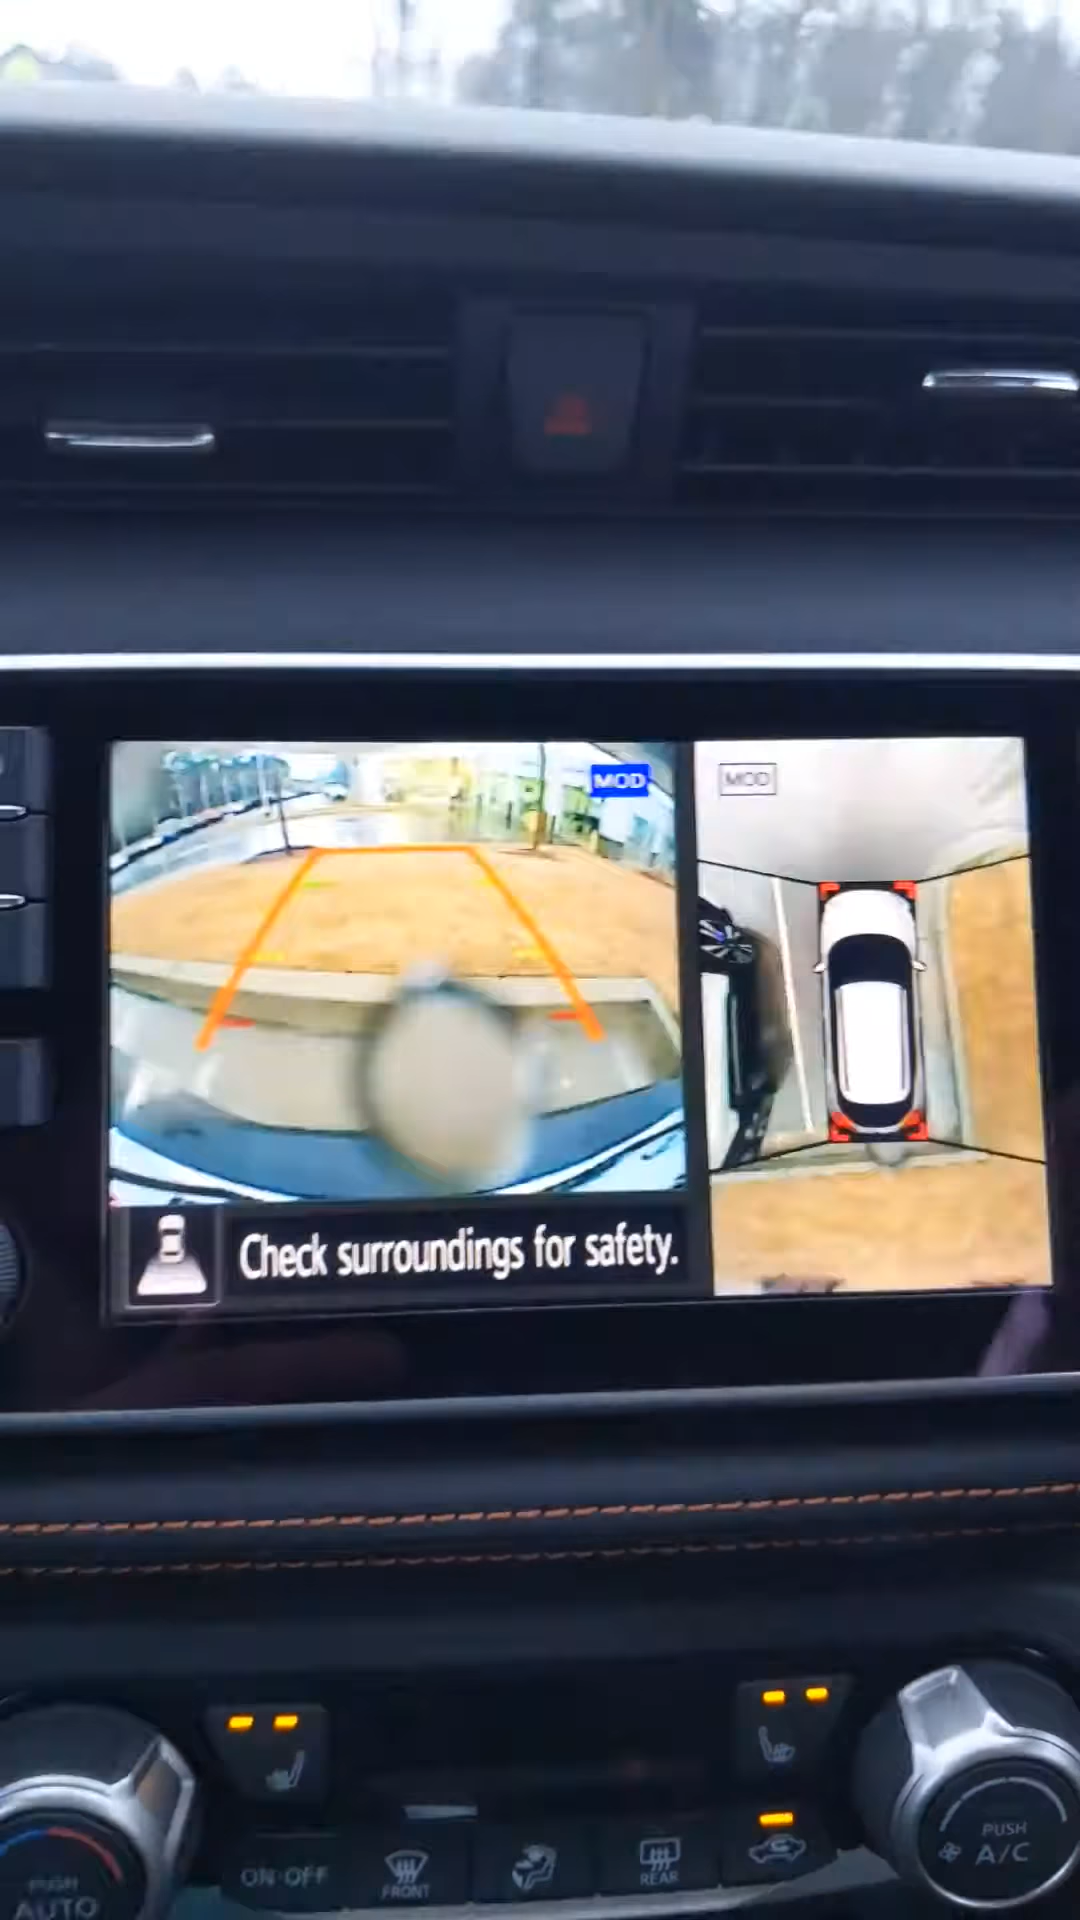 MOD
MOD
Check surroundings for safety.
PUSH
AUTO
ON·OFF
FRONT
REAR
PUSH
A/C